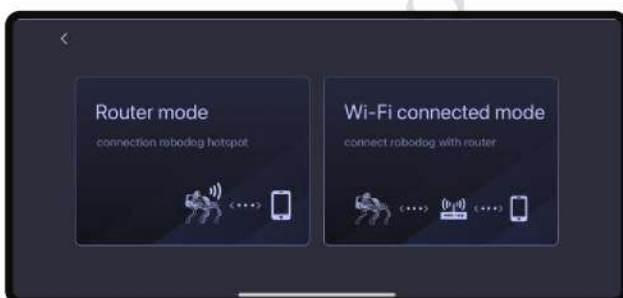 Router mode
connection robodog hotspot
Wi-Fi connected mode
connect robodog with router